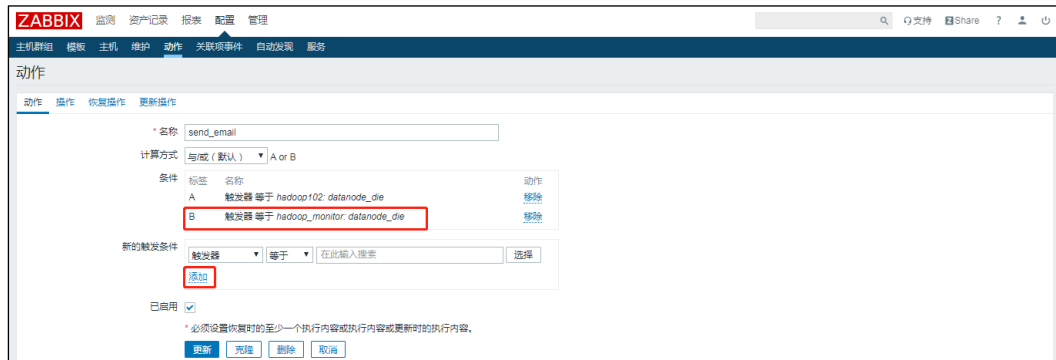 ZABBIX 监测 资产记录 报表 配置 管理 支持 Share ?
主机群组 模板 主机 维护 动作 关联项事件 自动发现 服务
动作
动作 操作 恢复操作 更新操作
* 名称 send_email
计算方式 与/或(默认) A or B
条件 标签 名称 动作
A 触发器 等于 hadoop102: datanode_die 移除
B 触发器 等于 hadoop_monitor: datanode_die 移除
新的触发条件 触发器 等于 在此输入搜索 选择
添加
已启用
* 必须设置恢复时的至少一个执行内容或执行内容或更新时的执行内容。
更新 克隆 删除 取消